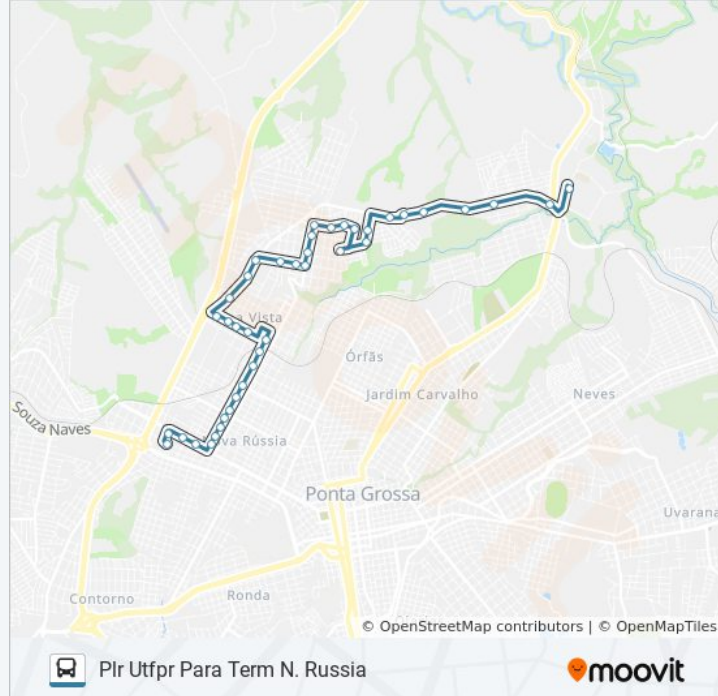 Souza Naves
a Vista
Órfãs
Jardim Carvalho
Neves
ova Rússia
Ponta Grossa
Uvarana
Contorno
Ronda
© OpenStreetMap contributors | © OpenMapTiles
Plr Utfpr Para Term N. Russia
moovit